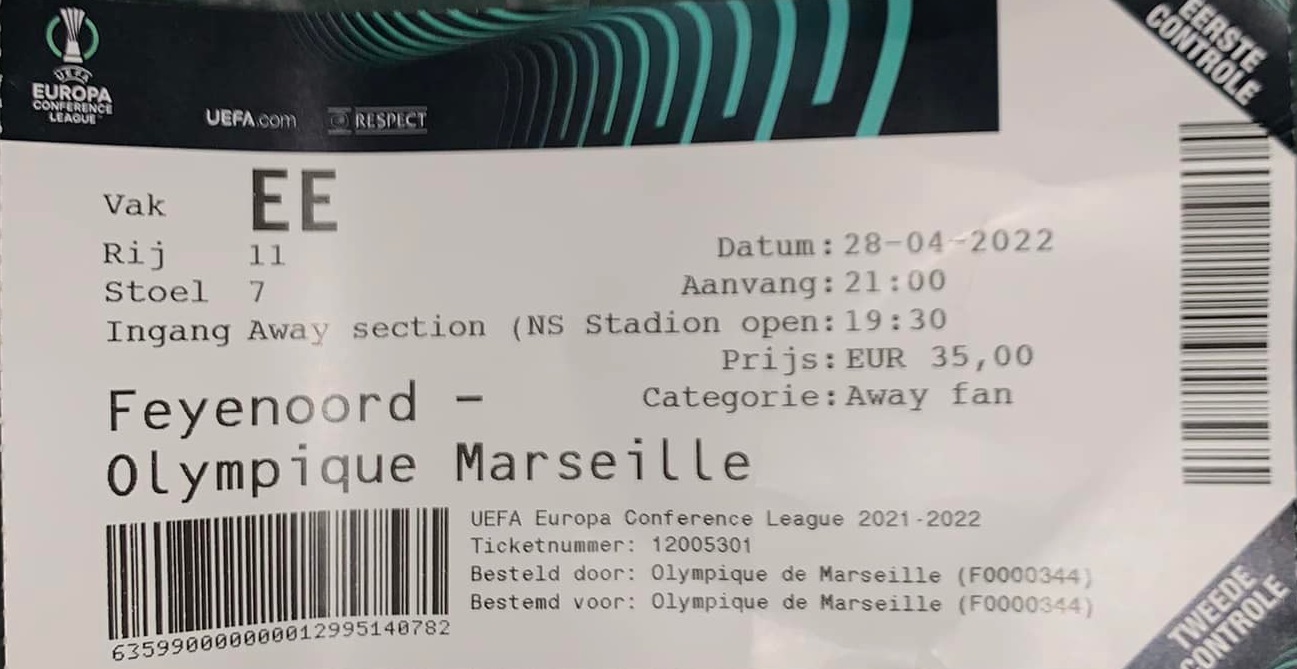 UEFA
EUROPA
CONFERENCE
LEAGUE™
UEFA.com
RESPECT
EERSTE
CONTROLE
Vak EE
Rij 11
Stoel 7
Ingang Away section (NS
Datum: 28-04-2022
Aanvang: 21:00
Stadion open: 19:30
Prijs: EUR 35,00
Categorie: Away fan
Feyenoord -
Olympique Marseille
UEFA Europa Conference League 2021-2022
Ticketnummer: 12005301
Besteld door: Olympique de Marseille (F0000344)
Bestemd voor: Olympique de Marseille (F0000344)
6359900000000012995140782
TWEEDE
CONTROLE